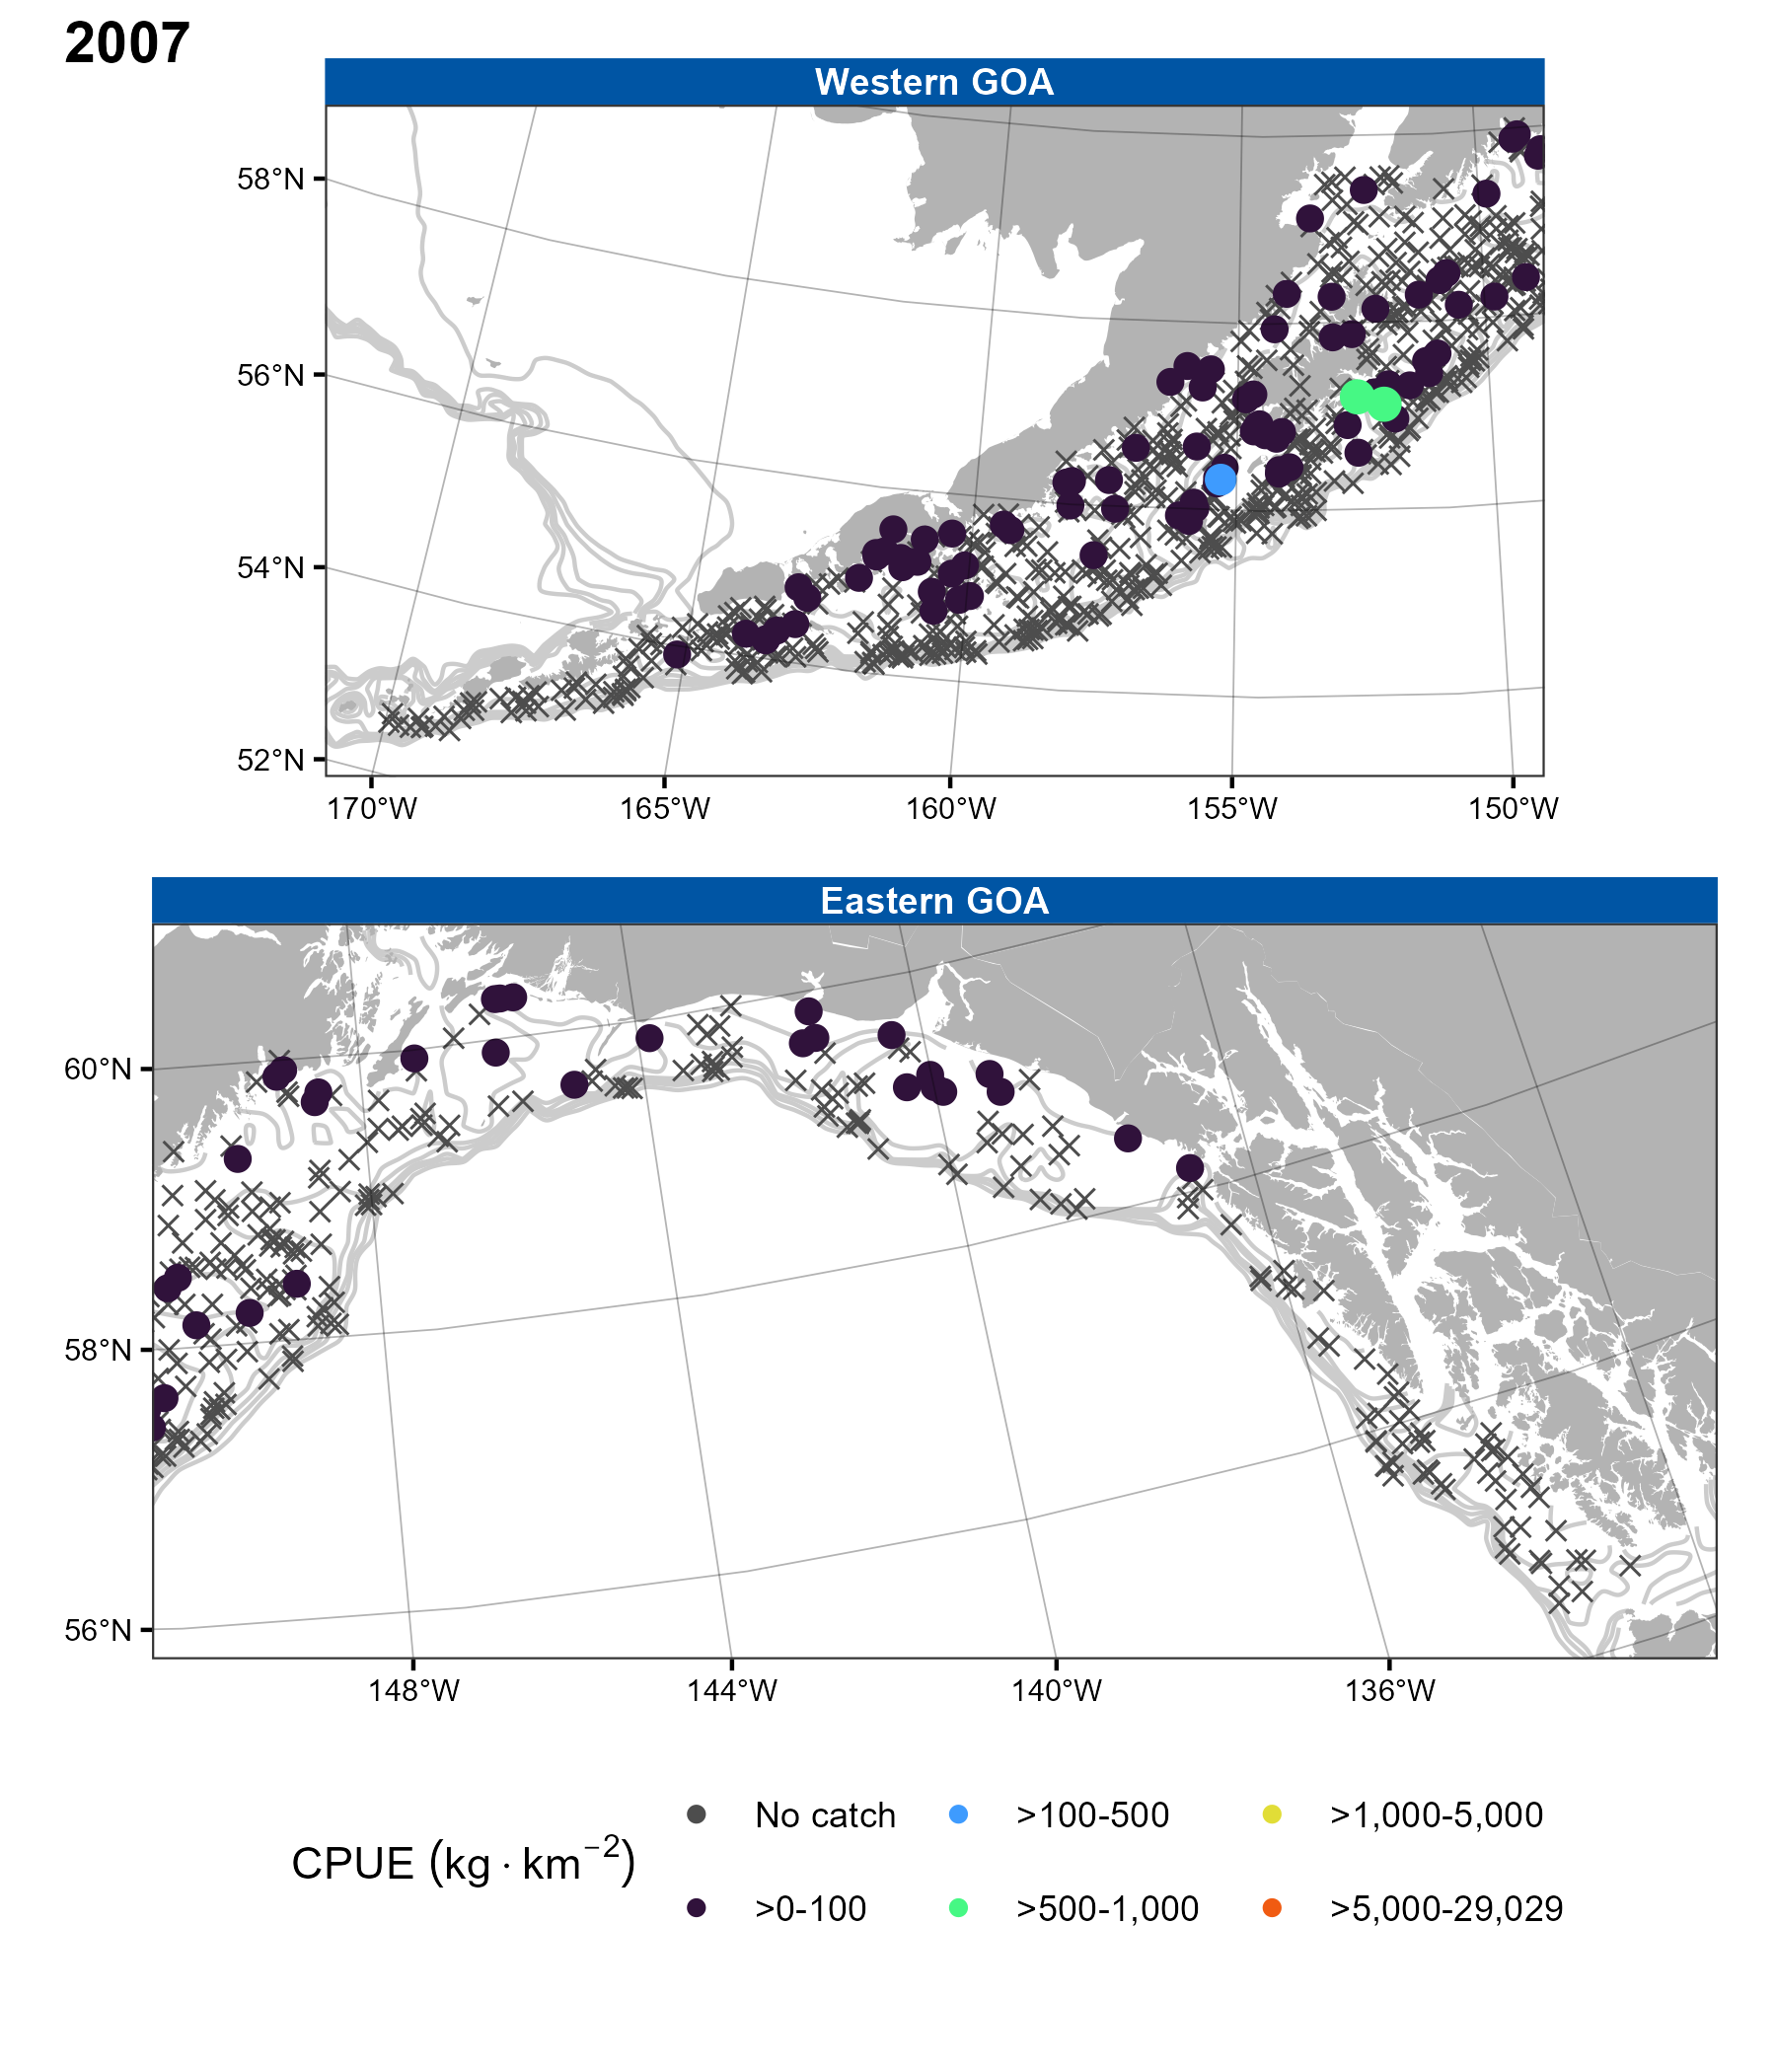 2007
Western GOA
58°N
56°N
54°N
52°N
170°W 165°W 160°W 155°W 150°W
Eastern GOA
60°N
58°N
56°N
148°W 144°W 140°W 136°W
CPUE (kg · km⁻²)
No catch >100-500 >1,000-5,000
>0-100 >500-1,000 >5,000-29,029